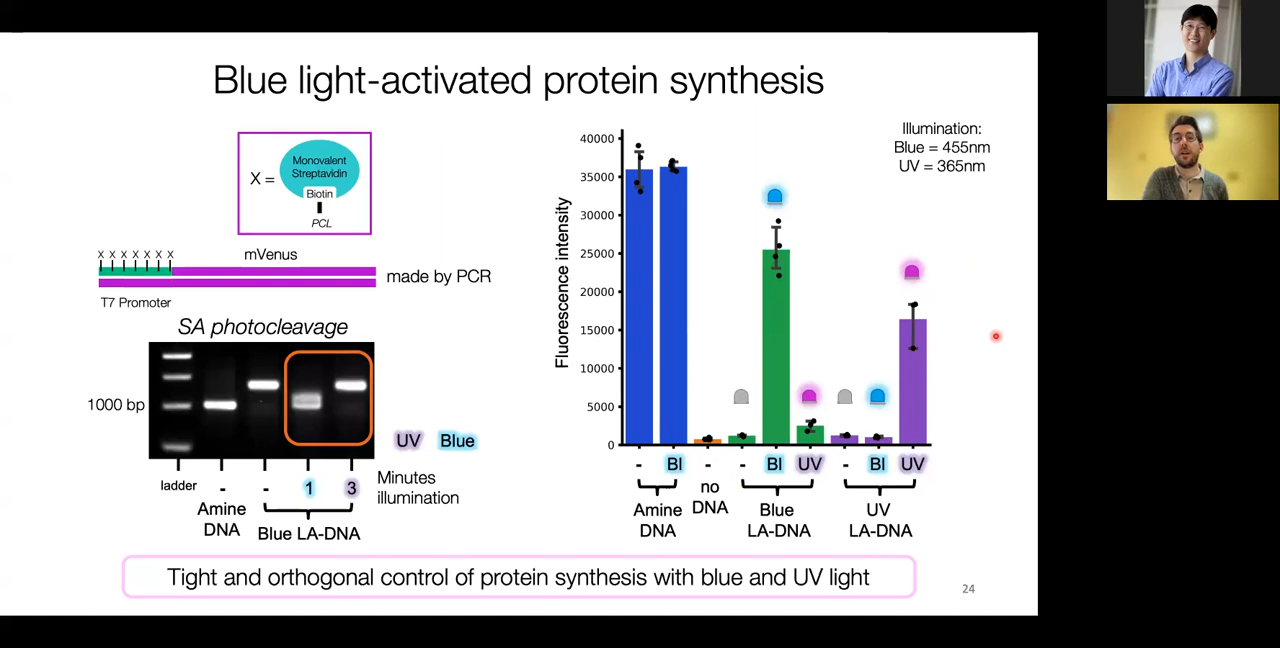 Blue light-activated protein synthesis
X =
Monovalent
Streptavidin
Biotin
PCL
X X X X X X X
mVenus
made by PCR
T7 Promoter
SA photocleavage
1000 bp
UV Blue
ladder - - 1 3 Minutes
illumination
Amine
DNA
Blue LA-DNA
Illumination:
Blue = 455nm
UV = 365nm
Fluorescence intensity
40000
35000
30000
25000
20000
15000
10000
5000
0
- Bl - - Bl UV - Bl UV
Amine
DNA
no
DNA
Blue
LA-DNA
UV
LA-DNA
Tight and orthogonal control of protein synthesis with blue and UV light
24